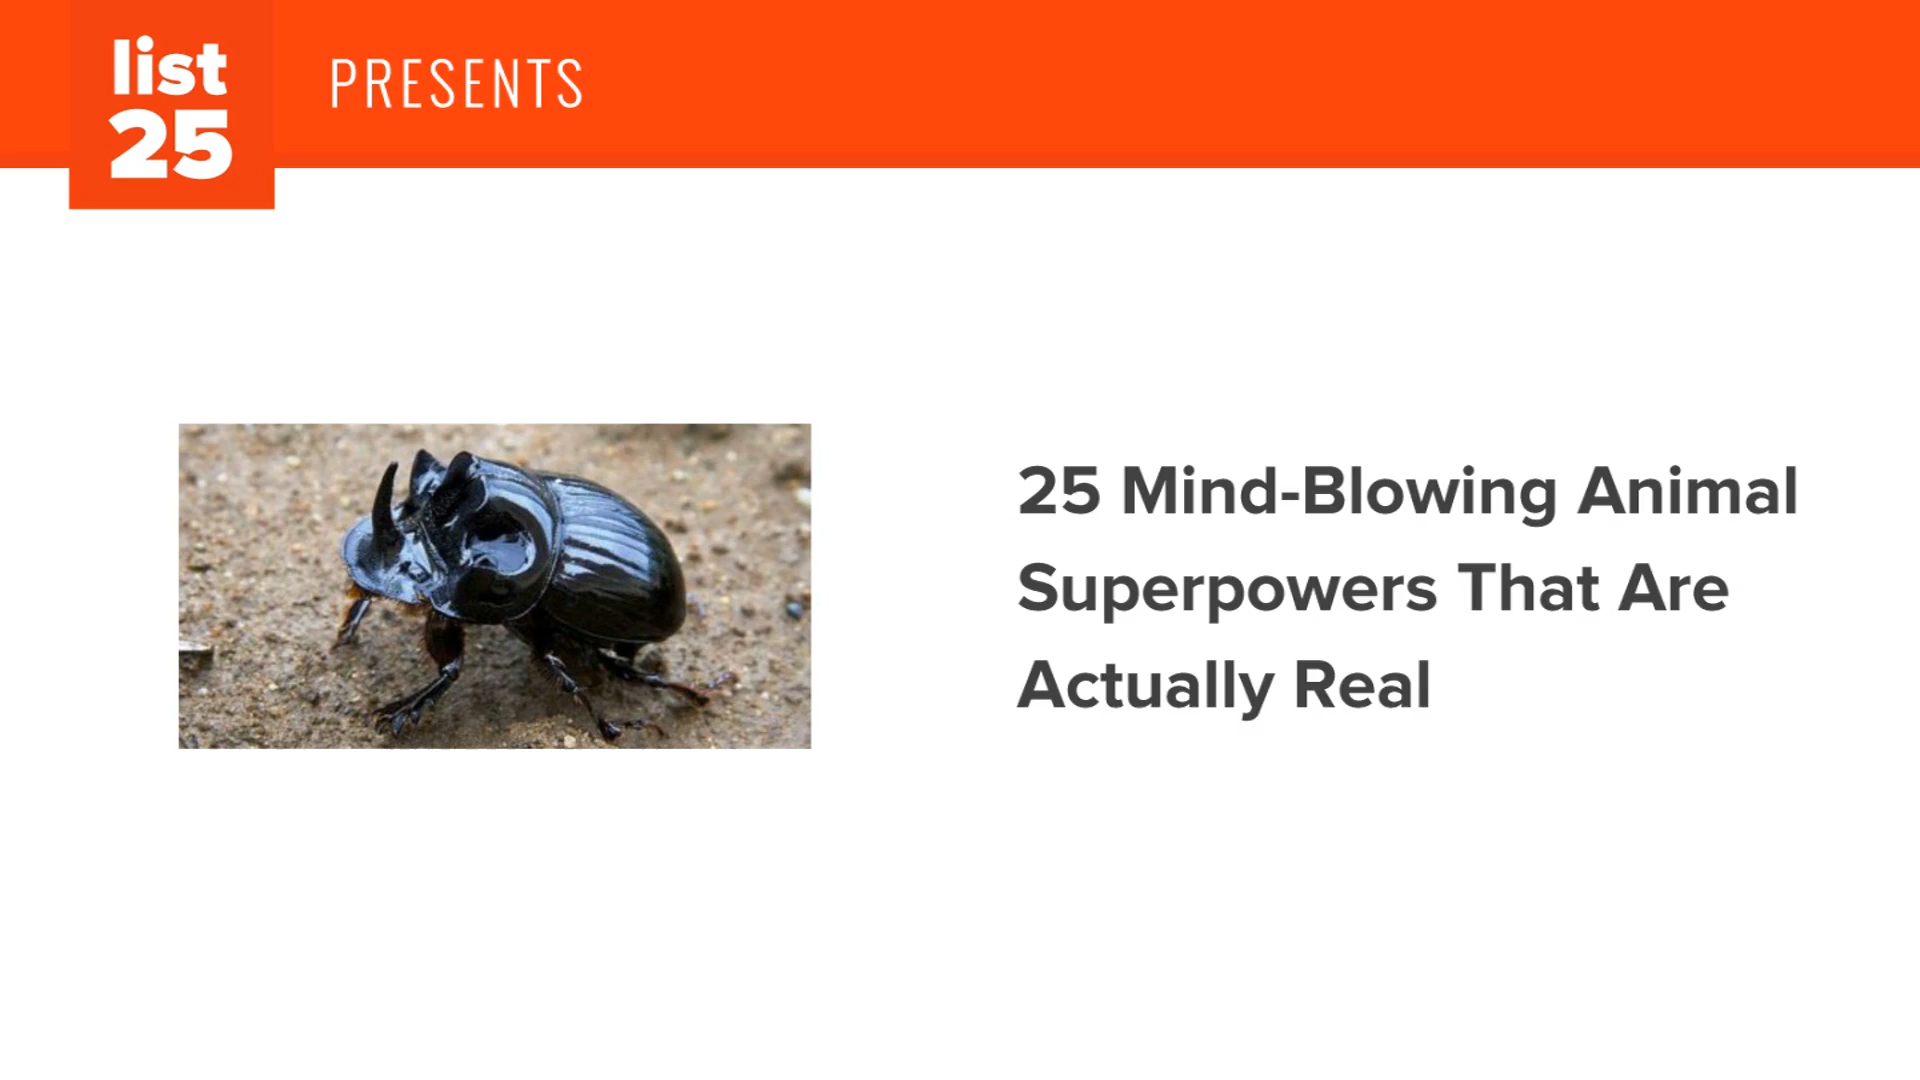 list
25
PRESENTS
25 Mind-Blowing Animal
Superpowers That Are
Actually Real